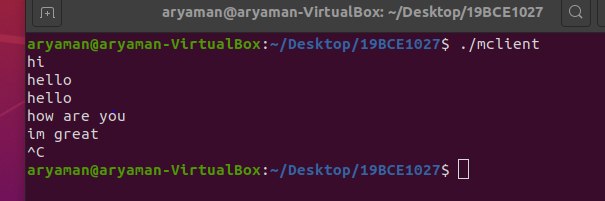 aryaman@aryaman-VirtualBox: ~/Desktop/19BCE1027
aryaman@aryaman-VirtualBox:~/Desktop/19BCE1027$ ./mclient
hi
hello
hello
how are you
im great
^C
aryaman@aryaman-VirtualBox:~/Desktop/19BCE1027$